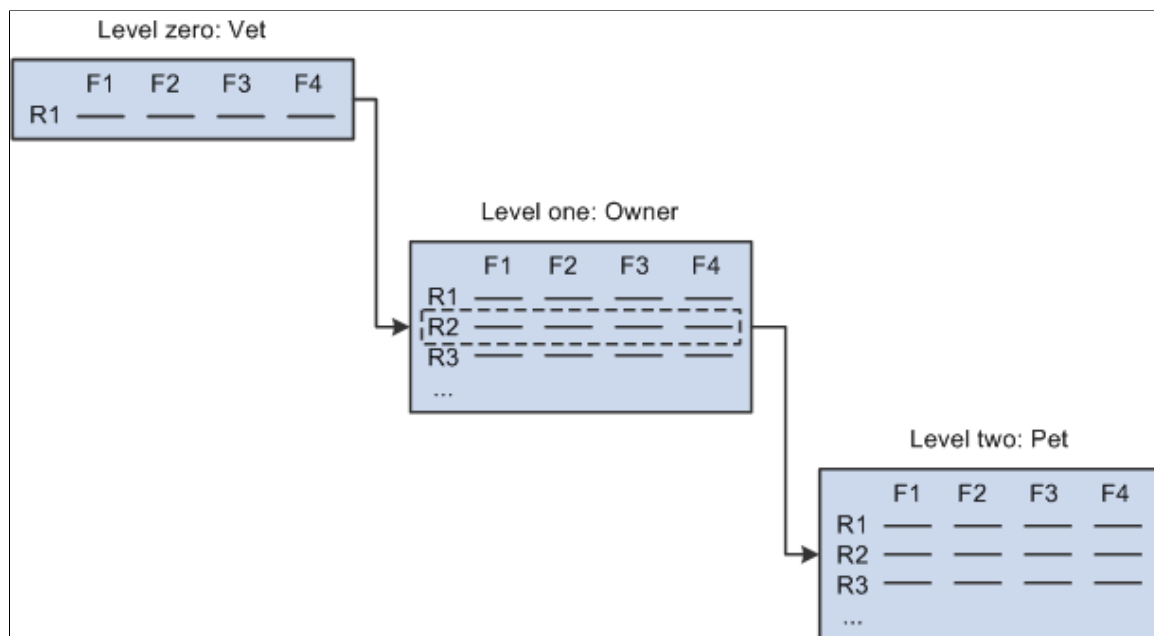 Level zero: Vet
F1 F2 F3 F4
R1
Level one: Owner
F1 F2 F3 F4
R1
R2
R3
...
Level two: Pet
F1 F2 F3 F4
R1
R2
R3
...